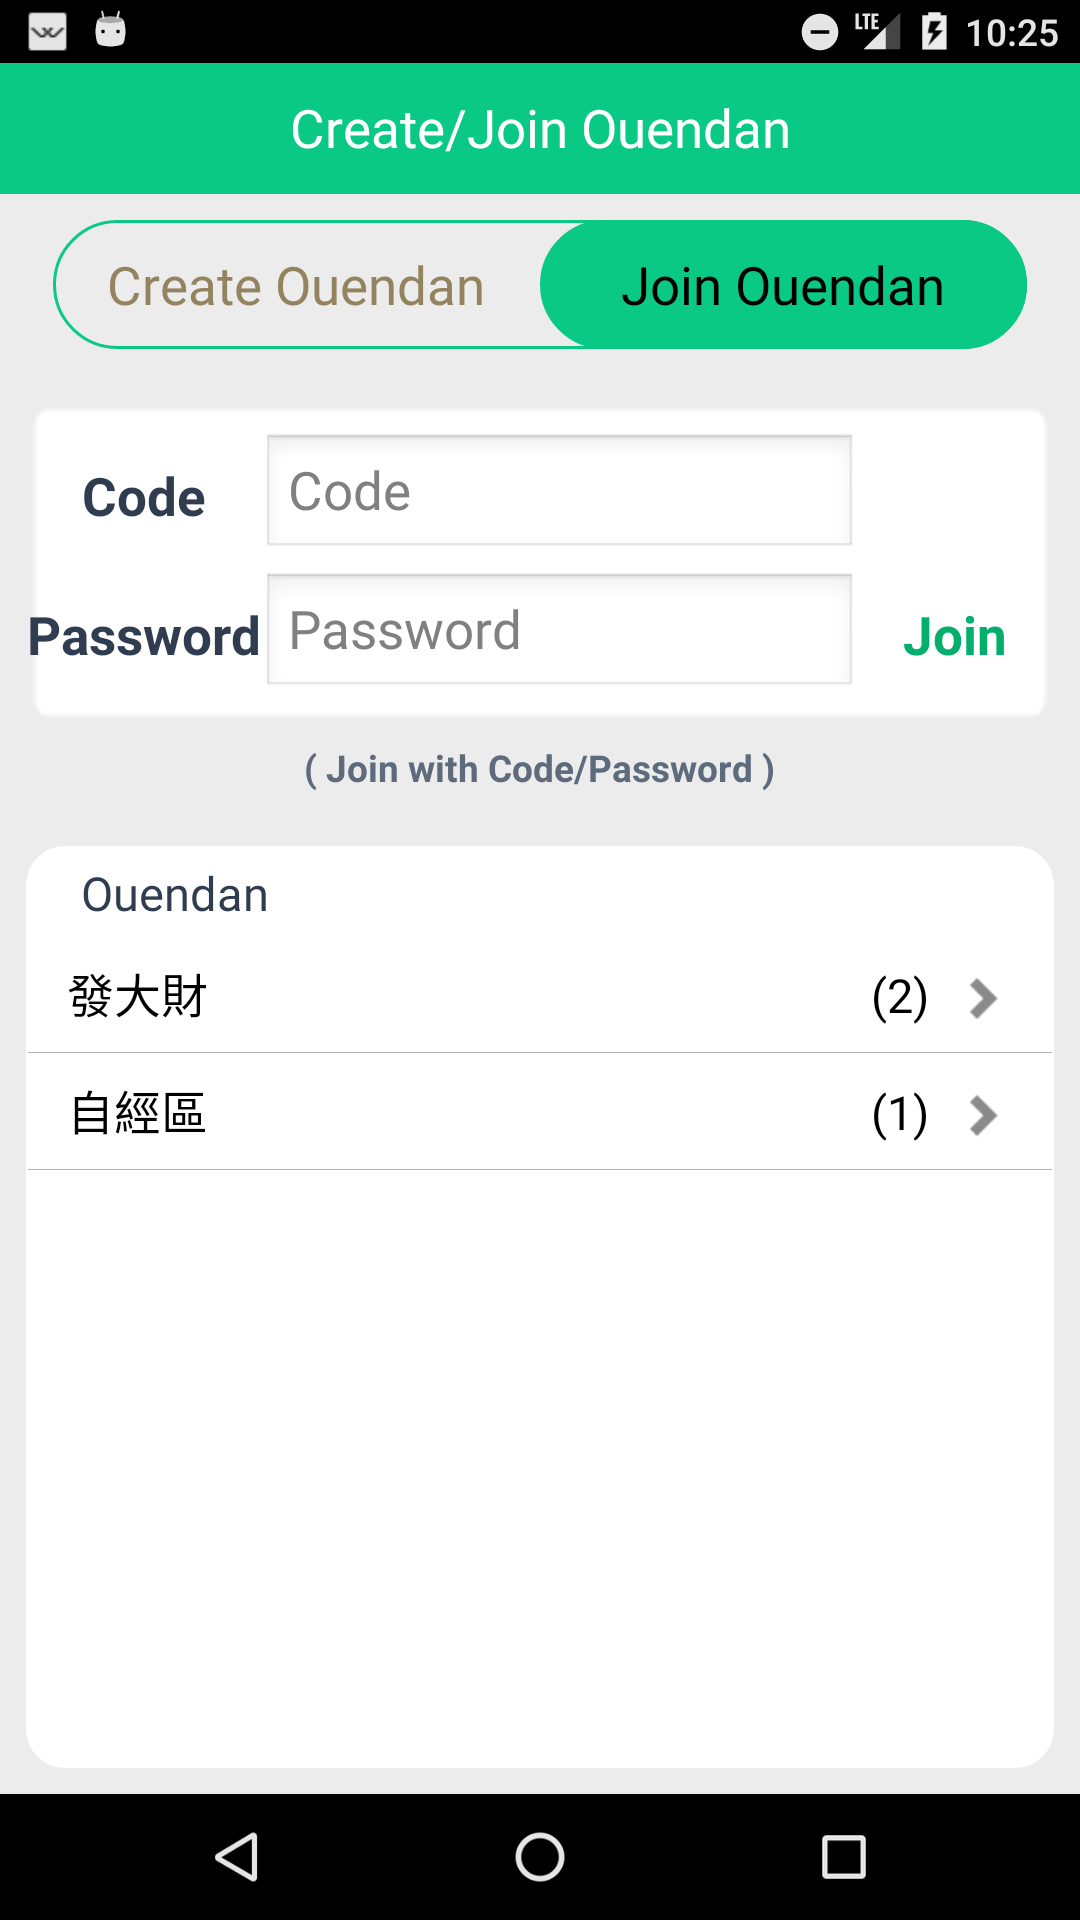 LTE 10:25
Create/Join Ouendan
Create Ouendan Join Ouendan
Code Code
Password Password Join
( Join with Code/Password )
Ouendan
發大財 (2)
自經區 (1)